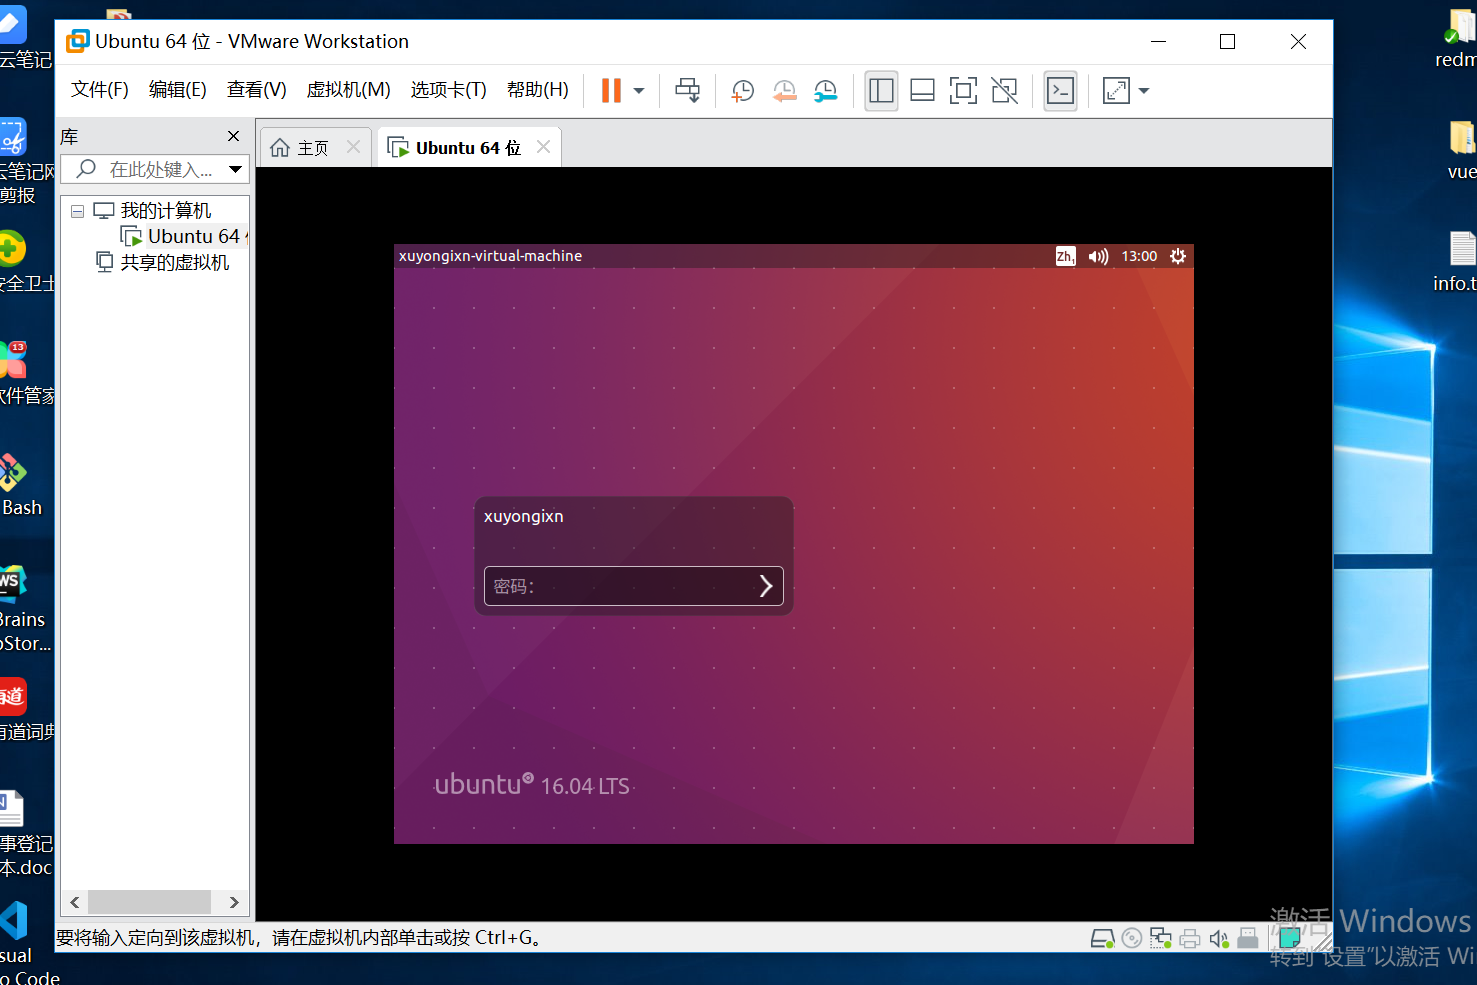 Ubuntu 64 位 - VMware Workstation
文件(F) 编辑(E) 查看(V) 虚拟机(M) 选项卡(T) 帮助(H)
库
在此处键入...
我的计算机
Ubuntu 64
共享的虚拟机
主页
Ubuntu 64 位
xuyongixn-virtual-machine
Zh₁
13:00
xuyongixn
密码：
ubuntu 16.04 LTS
要将输入定向到该虚拟机，请在虚拟机内部单击或按 Ctrl+G。
云笔记
云笔记网
剪报
安全卫士
13
软件管家
Bash
WS
Brains
Stor...
有道
有道词典
N
事登记
本.doc
sual
o Code
redm
vue
info.t
激活 Windows
转到"设置"以激活 Wi